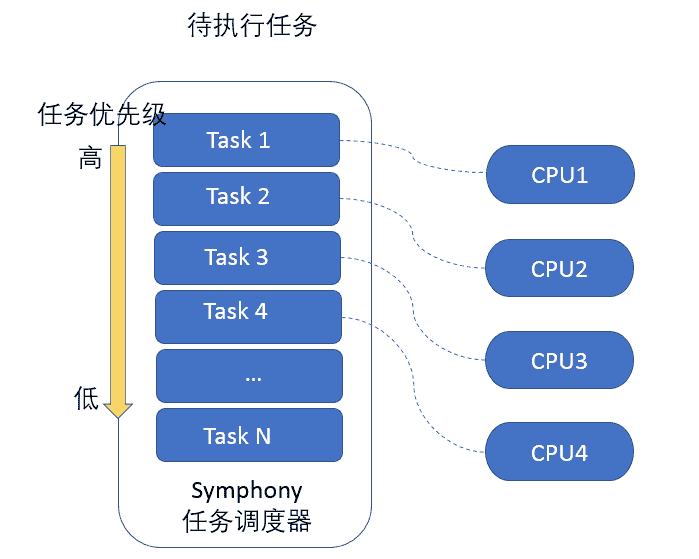 待执行任务
任务优先级
高
Task 1
Task 2
Task 3
Task 4
...
Task N
低
Symphony
任务调度器
CPU1
CPU2
CPU3
CPU4